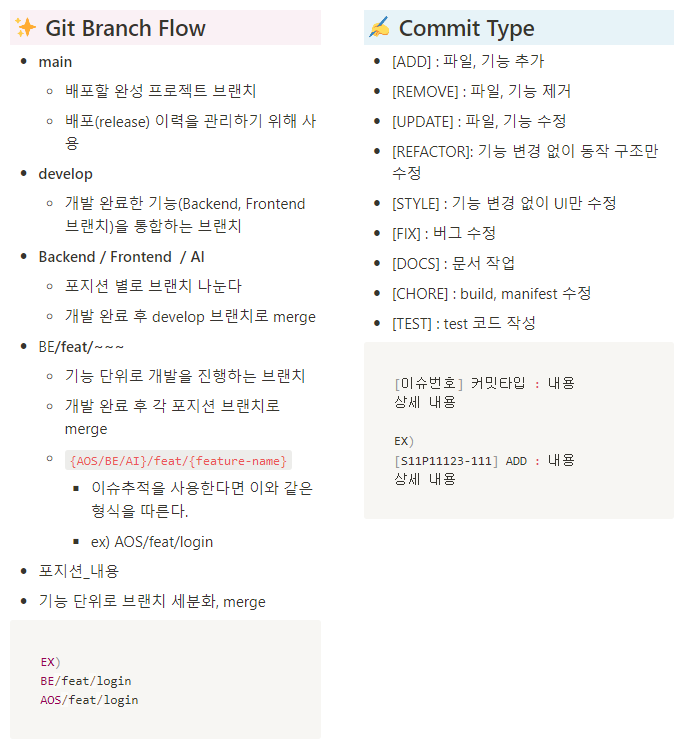 ✨ Git Branch Flow
• main
◦ 배포할 완성 프로젝트 브랜치
◦ 배포(release) 이력을 관리하기 위해 사
용
• develop
◦ 개발 완료한 기능(Backend, Frontend
브랜치)을 통합하는 브랜치
• Backend / Frontend / AI
◦ 포지션 별로 브랜치 나눈다
◦ 개발 완료 후 develop 브랜치로 merge
• BE/feat/~~~
◦ 기능 단위로 개발을 진행하는 브랜치
◦ 개발 완료 후 각 포지션 브랜치로
merge
◦ {AOS/BE/AI}/feat/{feature-name}
▪ 이슈추적을 사용한다면 이와 같은
형식을 따른다.
▪ ex) AOS/feat/login
• 포지션_내용
• 기능 단위로 브랜치 세분화, merge
EX)
BE/feat/login
AOS/feat/login
✍️ Commit Type
• [ADD] : 파일, 기능 추가
• [REMOVE] : 파일, 기능 제거
• [UPDATE] : 파일, 기능 수정
• [REFACTOR]: 기능 변경 없이 동작 구조만
수정
• [STYLE] : 기능 변경 없이 UI만 수정
• [FIX] : 버그 수정
• [DOCS] : 문서 작업
• [CHORE] : build, manifest 수정
• [TEST] : test 코드 작성
[이슈번호] 커밋타입 : 내용
상세 내용
EX)
[S11P11123-111] ADD : 내용
상세 내용